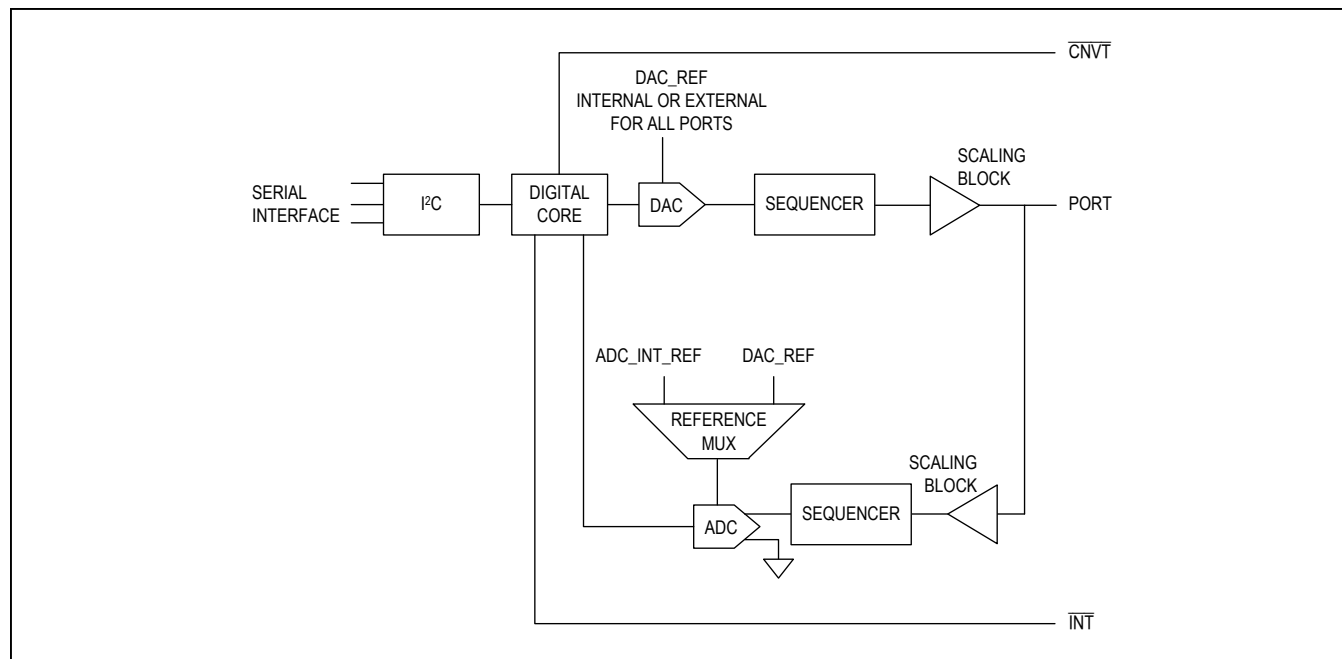 CNVT
DAC_REF
INTERNAL OR EXTERNAL
FOR ALL PORTS
SCALING
BLOCK
SERIAL
INTERFACE
I²C
DIGITAL
CORE
DAC
SEQUENCER
PORT
ADC_INT_REF
DAC_REF
REFERENCE
MUX
SCALING
BLOCK
ADC
SEQUENCER
INT